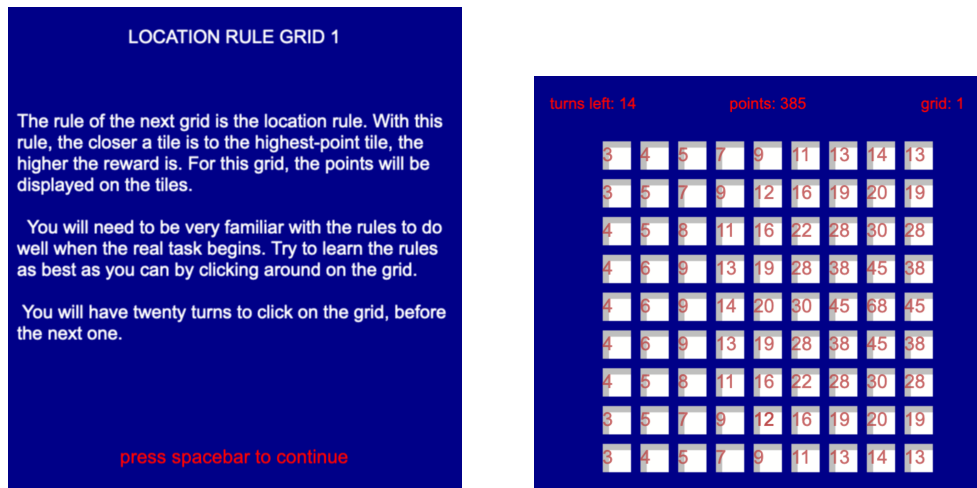 LOCATION RULE GRID 1
The rule of the next grid is the location rule. With this
rule, the closer a tile is to the highest-point tile, the
higher the reward is. For this grid, the points will be
displayed on the tiles.
You will need to be very familiar with the rules to do
well when the real task begins. Try to learn the rules
as best as you can by clicking around on the grid.
You will have twenty turns to click on the grid, before
the next one.
press spacebar to continue
turns left: 14 points: 385 grid: 1
3 4 5 7 9 11 13 14 13
3 5 7 9 12 16 19 20 19
4 5 8 11 16 22 28 30 28
4 6 9 13 19 28 38 45 38
4 6 9 14 20 30 45 68 45
4 6 9 13 19 28 38 45 38
4 5 8 11 16 22 28 30 28
3 5 7 9 12 16 19 20 19
3 4 5 7 9 11 13 14 13